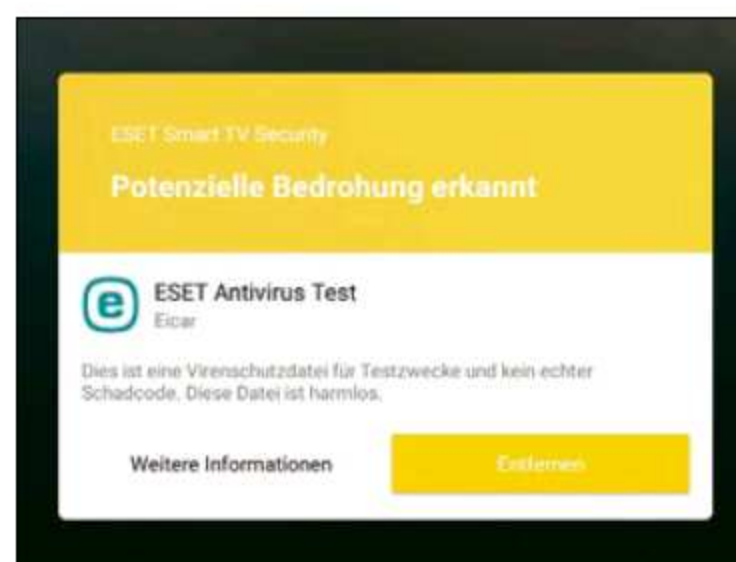 ESET Smart TV Security
Potenzielle Bedrohung erkannt
ESET Antivirus Test
Eicar
Dies ist eine Virenschutzdatei für Testzwecke und kein echter
Schadcode. Diese Datei ist harmlos.
Weitere Informationen
Entfernen